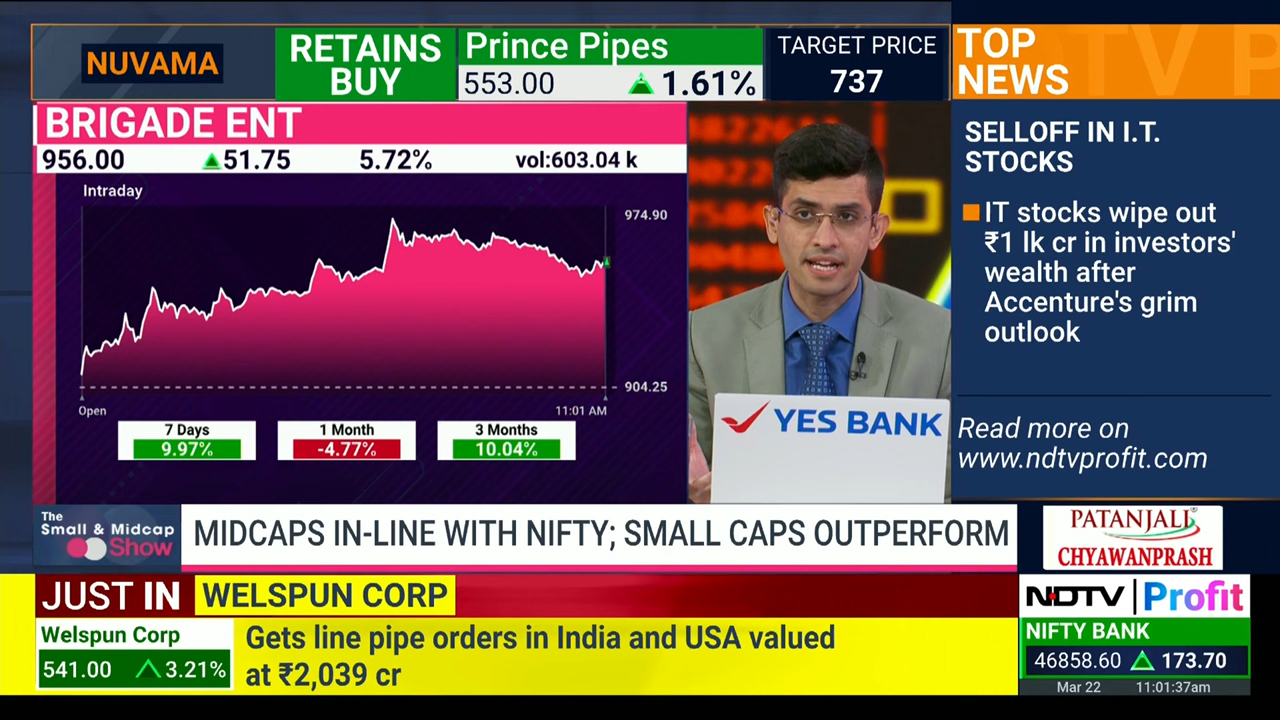 NUVAMA
RETAINS
BUY
Prince Pipes
553.00 1.61%
TARGET PRICE
737
TOP
NEWS
BRIGADE ENT
956.00 51.75 5.72% vol:603.04 k
Intraday
974.90
904.25
Open 11:01 AM
7 Days
9.97%
1 Month
-4.77%
3 Months
10.04%
YES BANK
SELLOFF IN I.T.
STOCKS
IT stocks wipe out
₹1 lk cr in investors'
wealth after
Accenture's grim
outlook
Read more on
www.ndtvprofit.com
The
Small & Midcap
Show
MIDCAPS IN-LINE WITH NIFTY; SMALL CAPS OUTPERFORM
PATANJALI
CHYAWANPRASH
JUST IN WELSPUN CORP
Welspun Corp
541.00 3.21%
Gets line pipe orders in India and USA valued
at ₹2,039 cr
NDTV Profit
NIFTY BANK
46858.60 173.70
Mar 22 11:01:37am